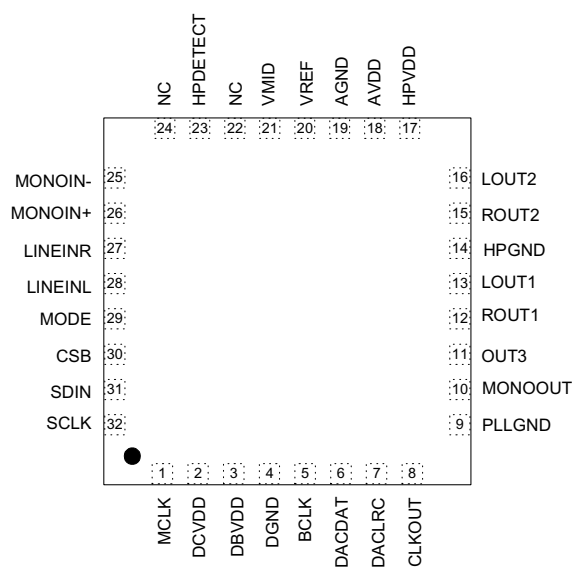 NC
HPDETECT
NC
VMID
VREF
AGND
AVDD
HPVDD
24
23
22
21
20
19
18
17
MONOIN- 25
MONOIN+ 26
LINEINR 27
LINEINL 28
MODE 29
CSB 30
SDIN 31
SCLK 32
16 LOUT2
15 ROUT2
14 HPGND
13 LOUT1
12 ROUT1
11 OUT3
10 MONOOUT
9 PLLGND
1
2
3
4
5
6
7
8
MCLK
DCVDD
DBVDD
DGND
BCLK
DACDAT
DACLRC
CLKOUT